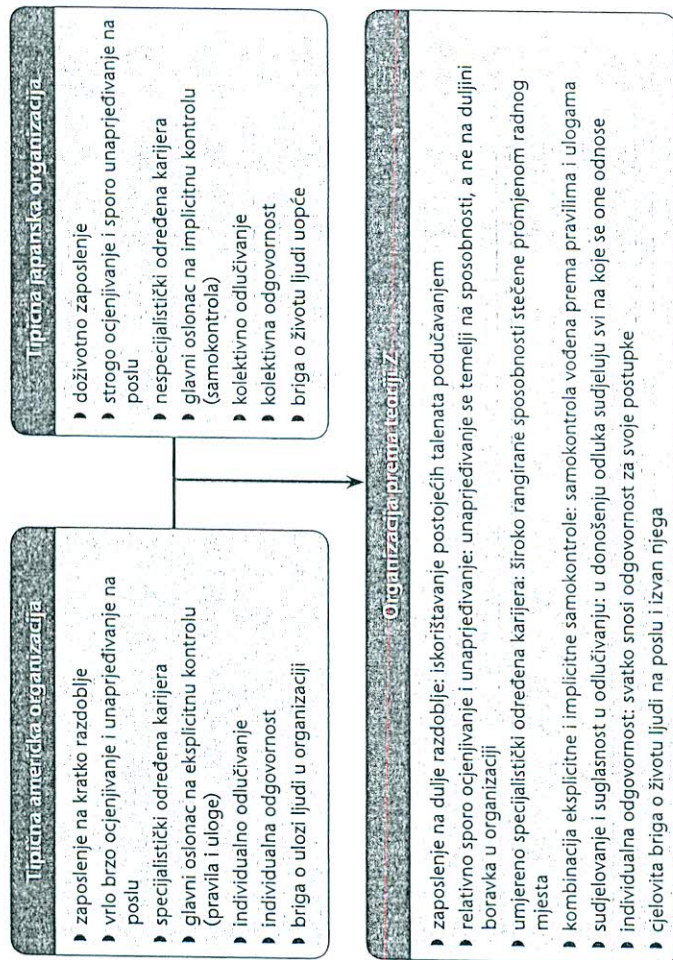 Tipična američka organizacija
zaposlenje na kratko razdoblje
vrlo brzo ocjenjivanje i unaprjeđivanje na
poslu
specijalistički određena karijera
glavni oslonac na eksplicitnu kontrolu
(pravila i uloge)
individualno odlučivanje
individualna odgovornost
briga o ulozi ljudi u organizaciji
Tipična japanska organizacija
doživotno zaposlenje
strogo ocjenjivanje i sporo unaprjeđivanje na
poslu
nespecijalistički određena karijera
glavni oslonac na implicitnu kontrolu
(samokontrola)
kolektivno odlučivanje
kolektivna odgovornost
briga o životu ljudi uopće
Organizacija prema teoriji Z
zaposlenje na dulje razdoblje: iskorištavanje postojećih talenata podučavanjem
relativno sporo ocjenjivanje i unaprjeđivanje: unaprjeđivanje se temelji na sposobnosti, a ne na duljini
boravka u organizaciji
umjereno specijalistički određena karijera: široko rangirane sposobnosti stečene promjenom radnog
mjesta
kombinacija eksplicitne i implicitne samokontrole: samokontrola vođena prema pravilima i ulogama
sudjelovanje i suglasnost u odlučivanju: u donošenju odluka sudjeluju svi na koje se one odnose
individualna odgovornost: svatko snosi odgovornost za svoje postupke
cjelovita briga o životu ljudi na poslu i izvan njega